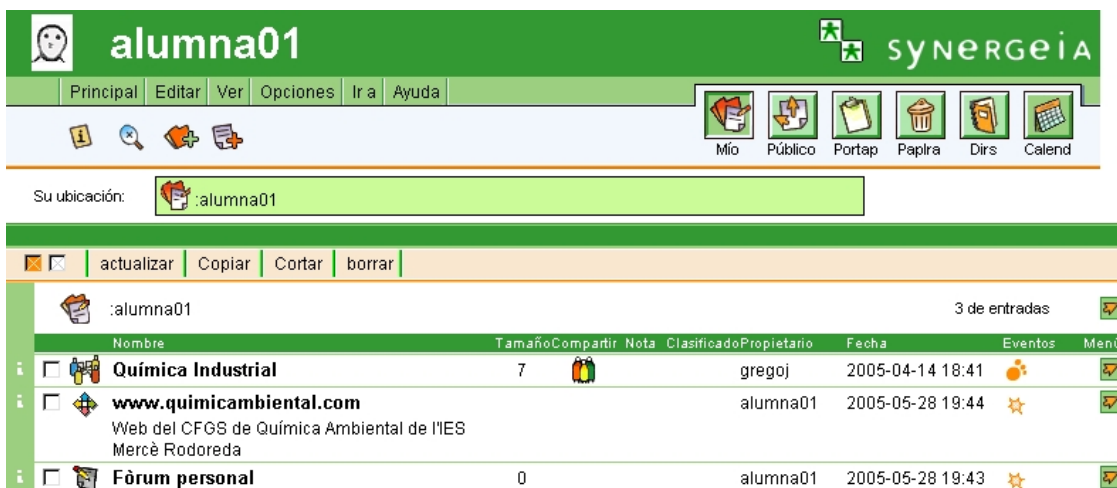 alumna01
synergeia
Principal Editar Ver Opciones Ir a Ayuda
Mío Público Portap Paplra Dirs Calend
Su ubicación: :alumna01
actualizar Copiar Cortar borrar
:alumna01 3 de entradas
Nombre Tamaño Compartir Nota Clasificado Propietario Fecha Eventos Menú
Química Industrial 7 gregoj 2005-04-14 18:41
www.quimicambiental.com alumna01 2005-05-28 19:44
Web del CFGS de Química Ambiental de l'IES
Mercè Rodoreda
Fòrum personal 0 alumna01 2005-05-28 19:43